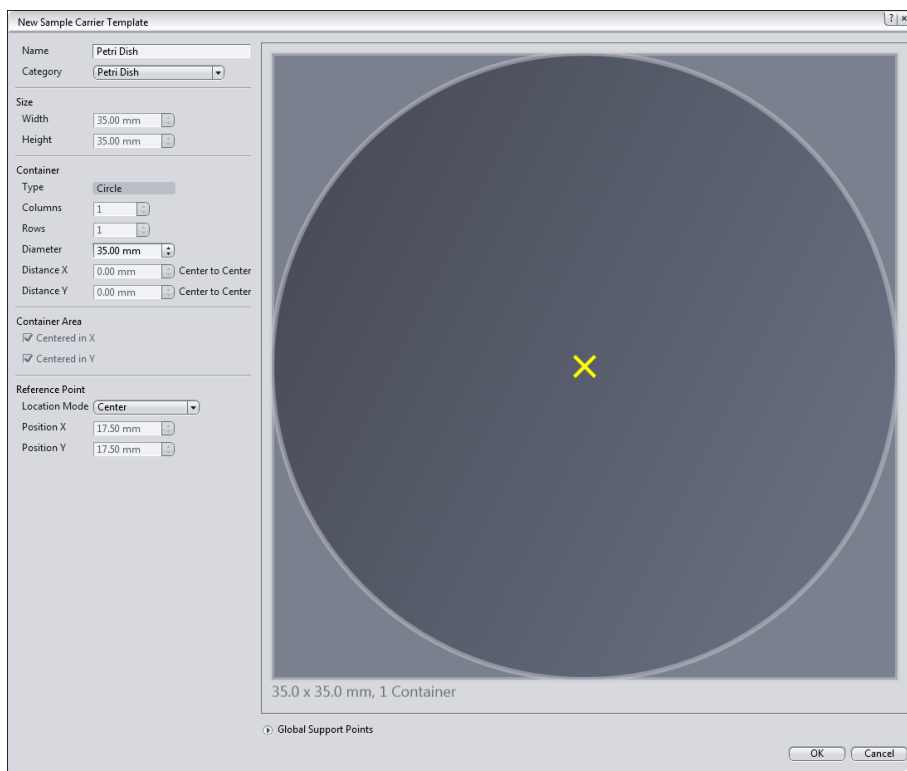 New Sample Carrier Template
? ×
Name Petri Dish
Category Petri Dish
Size
Width 35.00 mm
Height 35.00 mm
Container
Type Circle
Columns 1
Rows 1
Diameter 35.00 mm
Distance X 0.00 mm Center to Center
Distance Y 0.00 mm Center to Center
Container Area
Centered in X
Centered in Y
Reference Point
Location Mode Center
Position X 17.50 mm
Position Y 17.50 mm
35.0 x 35.0 mm, 1 Container
Global Support Points
OK Cancel